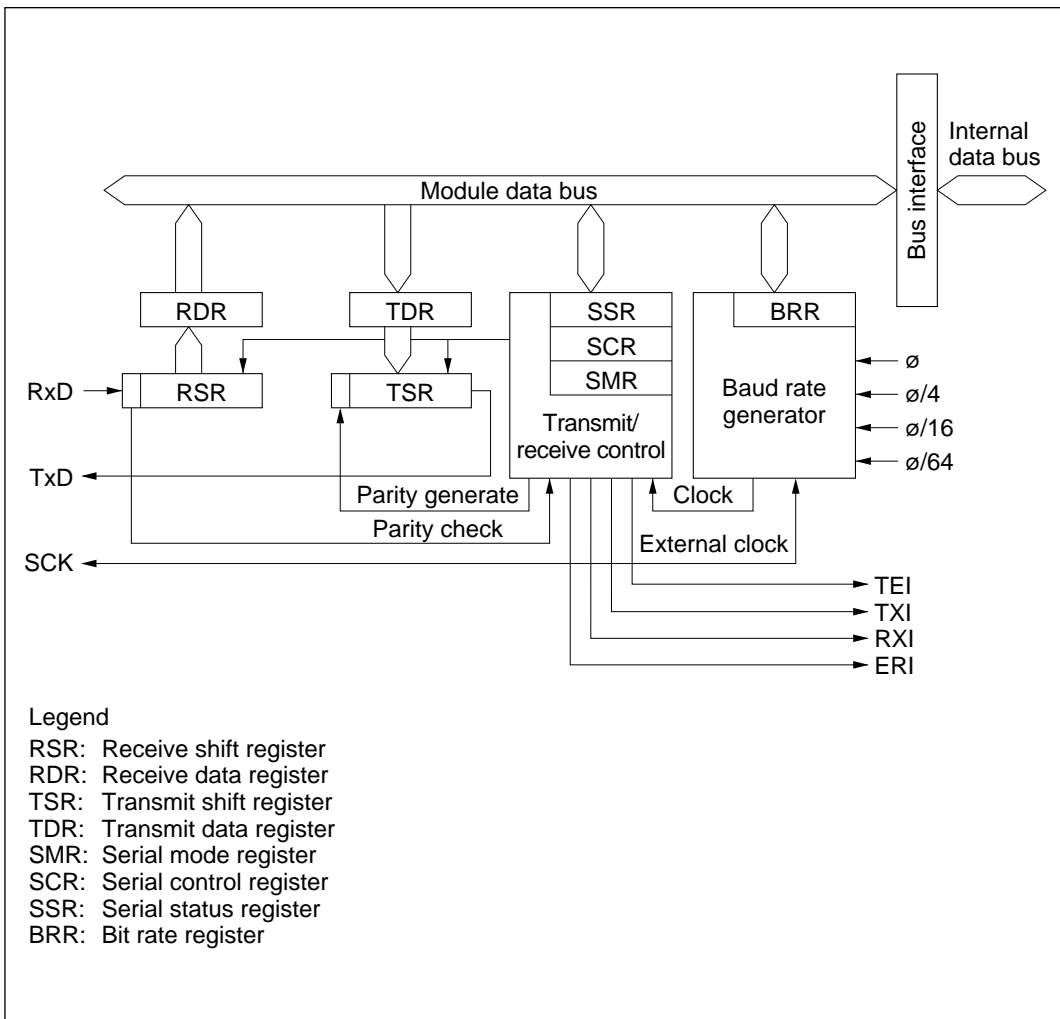 Internal
data bus
Bus interface
Module data bus
RDR
TDR
SSR
BRR
SCR
ø
RxD
RSR
TSR
SMR
Baud rate
generator
ø/4
Transmit/
receive control
ø/16
TxD
ø/64
Parity generate
Clock
Parity check
External clock
SCK
TEI
TXI
RXI
ERI
Legend
RSR: Receive shift register
RDR: Receive data register
TSR: Transmit shift register
TDR: Transmit data register
SMR: Serial mode register
SCR: Serial control register
SSR: Serial status register
BRR: Bit rate register